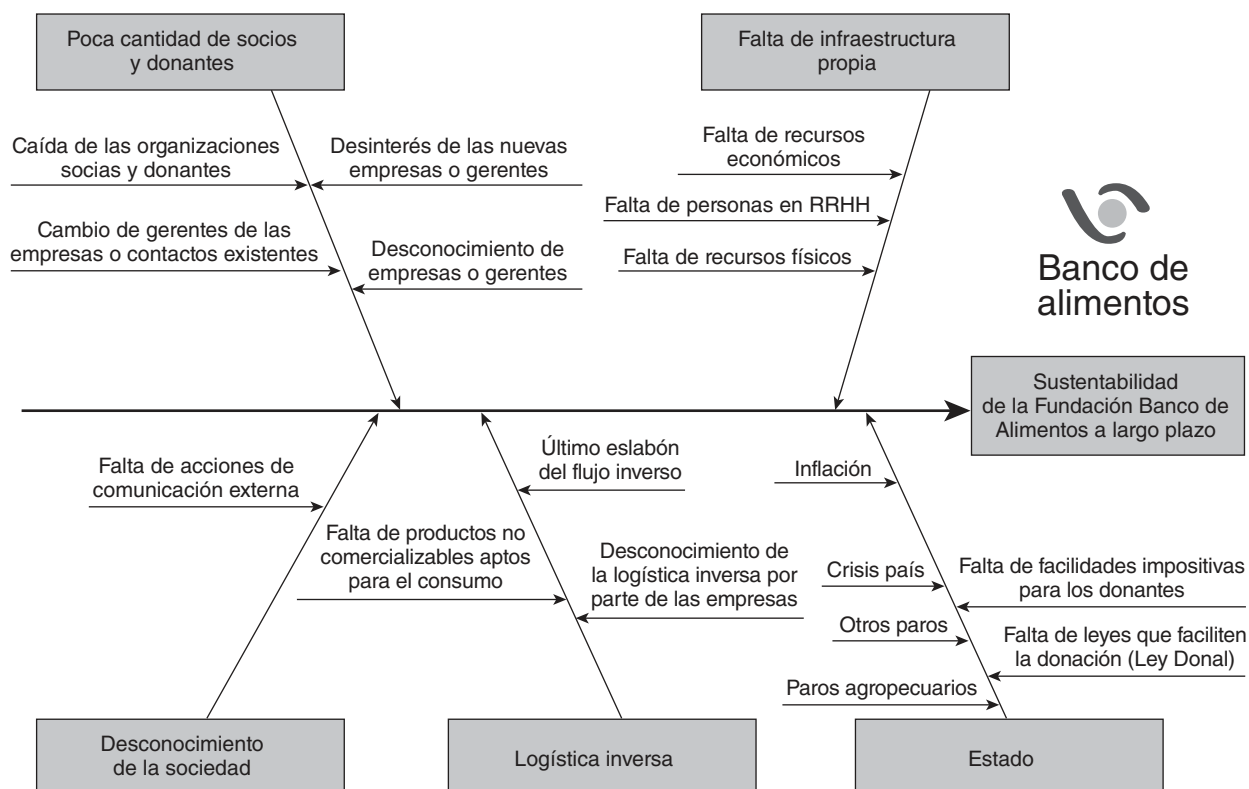 Poca cantidad de socios
y donantes
Falta de infraestructura
propia
Caída de las organizaciones
socias y donantes
Desinterés de las nuevas
empresas o gerentes
Cambio de gerentes de las
empresas o contactos existentes
Desconocimiento de
empresas o gerentes
Falta de recursos
económicos
Falta de personas en RRHH
Falta de recursos físicos
Banco de
alimentos
Sustentabilidad
de la Fundación Banco de
Alimentos a largo plazo
Falta de acciones de
comunicación externa
Último eslabón
del flujo inverso
Falta de productos no
comercializables aptos
para el consumo
Desconocimiento de
la logística inversa por
parte de las empresas
Inflación
Crisis país
Falta de facilidades impositivas
para los donantes
Otros paros
Falta de leyes que faciliten
la donación (Ley Donal)
Paros agropecuarios
Desconocimiento
de la sociedad
Logística inversa
Estado